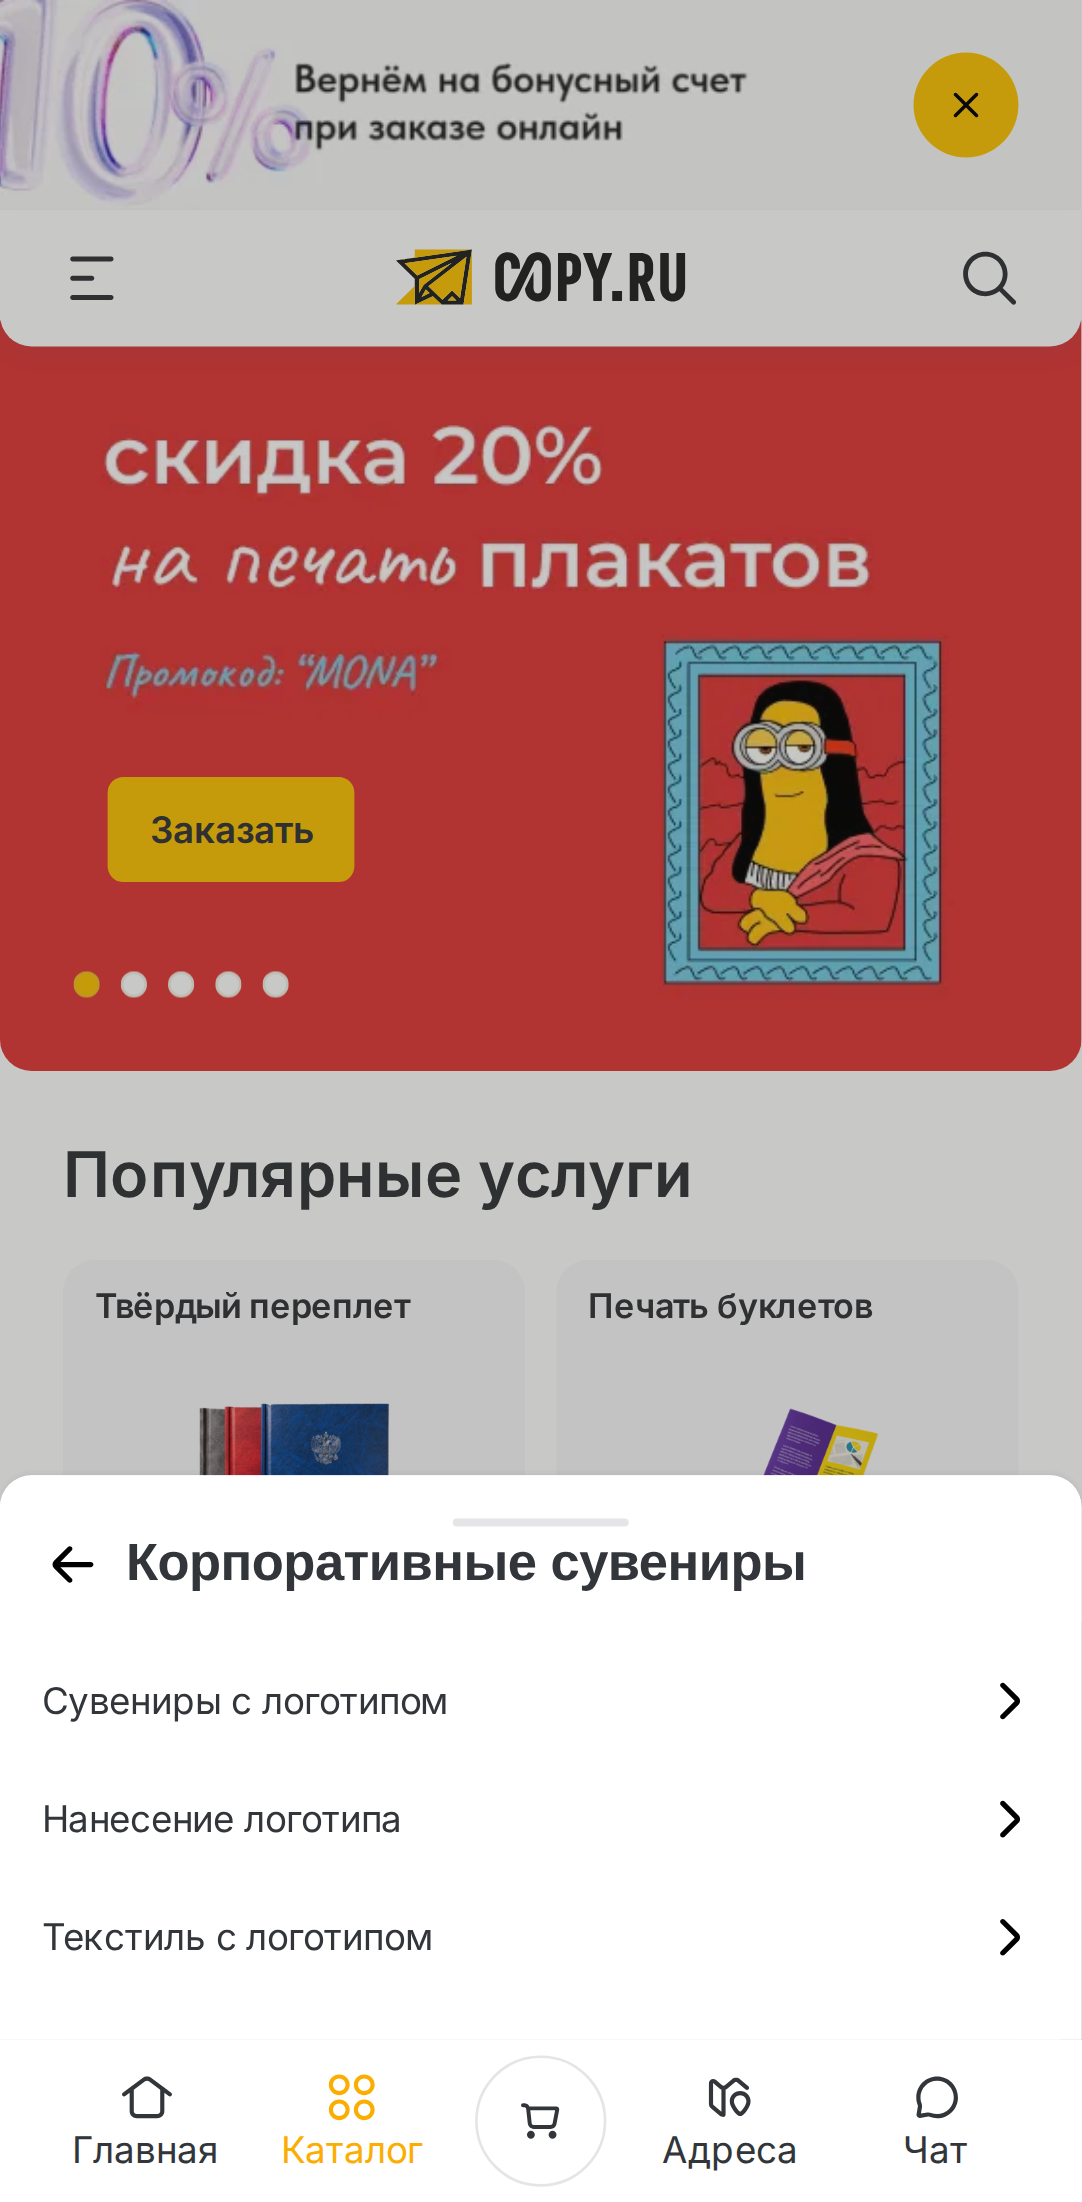 10%
Вернём на бонусный счет
при заказе онлайн
COPY.RU
скидка 20%
на печать плакатов
Промокод: “MONA”
Заказать
Популярные услуги
Твёрдый переплет
Печать буклетов
Корпоративные сувениры
Сувениры с логотипом
Нанесение логотипа
Текстиль с логотипом
Главная
Каталог
Адреса
Чат